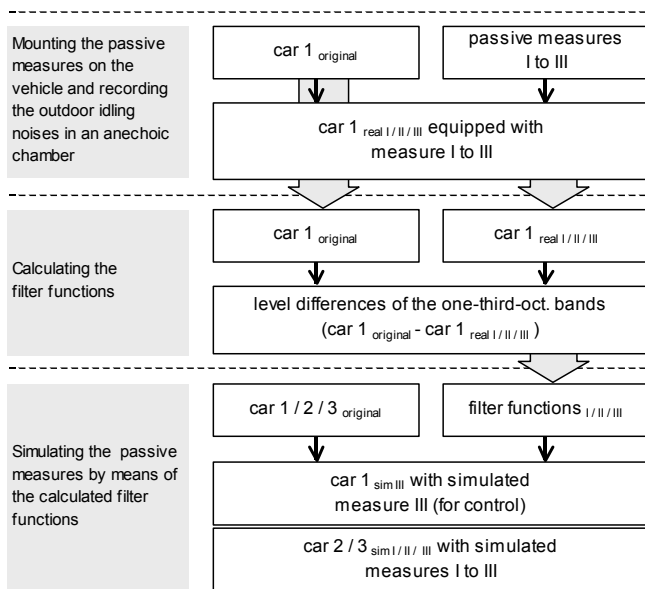 Mounting the passive
measures on the
vehicle and recording
the outdoor idling
noises in an anechoic
chamber
car 1 original
passive measures
I to III
car 1 real I / II / III equipped with
measure I to III
Calculating the
filter functions
car 1 original
car 1 real I / II / III
level differences of the one-third-oct. bands
(car 1 original - car 1 real I / II / III )
Simulating the passive
measures by means of
the calculated filter
functions
car 1 / 2 / 3 original
filter functions I / II / III
car 1 sim III with simulated
measure III (for control)
car 2 / 3 sim I / II / III with simulated
measures I to III